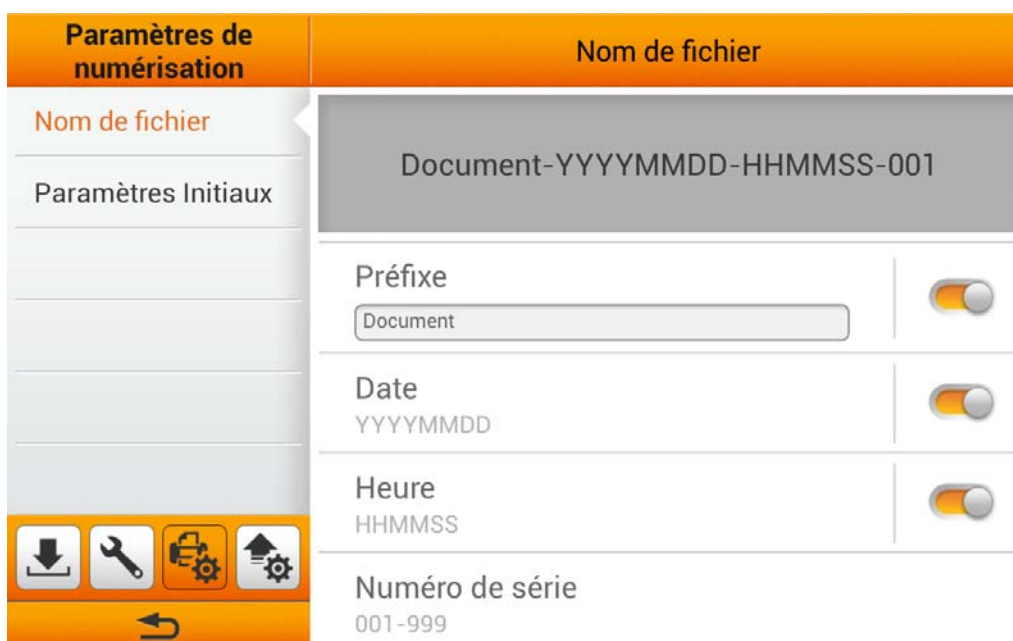 Paramètres de
numérisation
Nom de fichier
Nom de fichier
Paramètres Initiaux
Document-YYYYMMDD-HHMMSS-001
Préfixe
Document
Date
YYYYMMDD
Heure
HHMMSS
Numéro de série
001-999